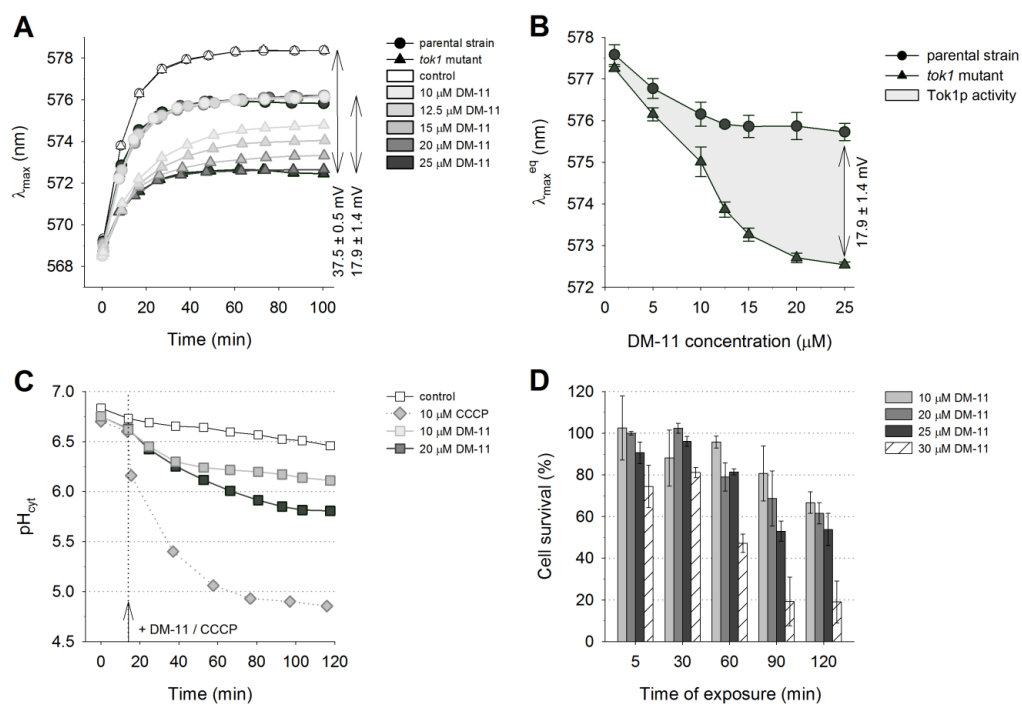 A
578
576
574
572
570
568
λmax (nm)
0 20 40 60 80 100
Time (min)
37.5 ± 0.5 mV
17.9 ± 1.4 mV
parental strain
tok1 mutant
control
10 μM DM-11
12.5 μM DM-11
15 μM DM-11
20 μM DM-11
25 μM DM-11
B
578
577
576
575
574
573
572
λmax eq (nm)
0 5 10 15 20 25
DM-11 concentration (μM)
17.9 ± 1.4 mV
parental strain
tok1 mutant
Tok1p activity
C
7.0
6.5
6.0
5.5
5.0
4.5
pHcyt
+ DM-11 / CCCP
0 20 40 60 80 100 120
Time (min)
control
10 μM CCCP
10 μM DM-11
20 μM DM-11
D
120
100
80
60
40
20
0
Cell survival (%)
5 30 60 90 120
Time of exposure (min)
10 μM DM-11
20 μM DM-11
25 μM DM-11
30 μM DM-11